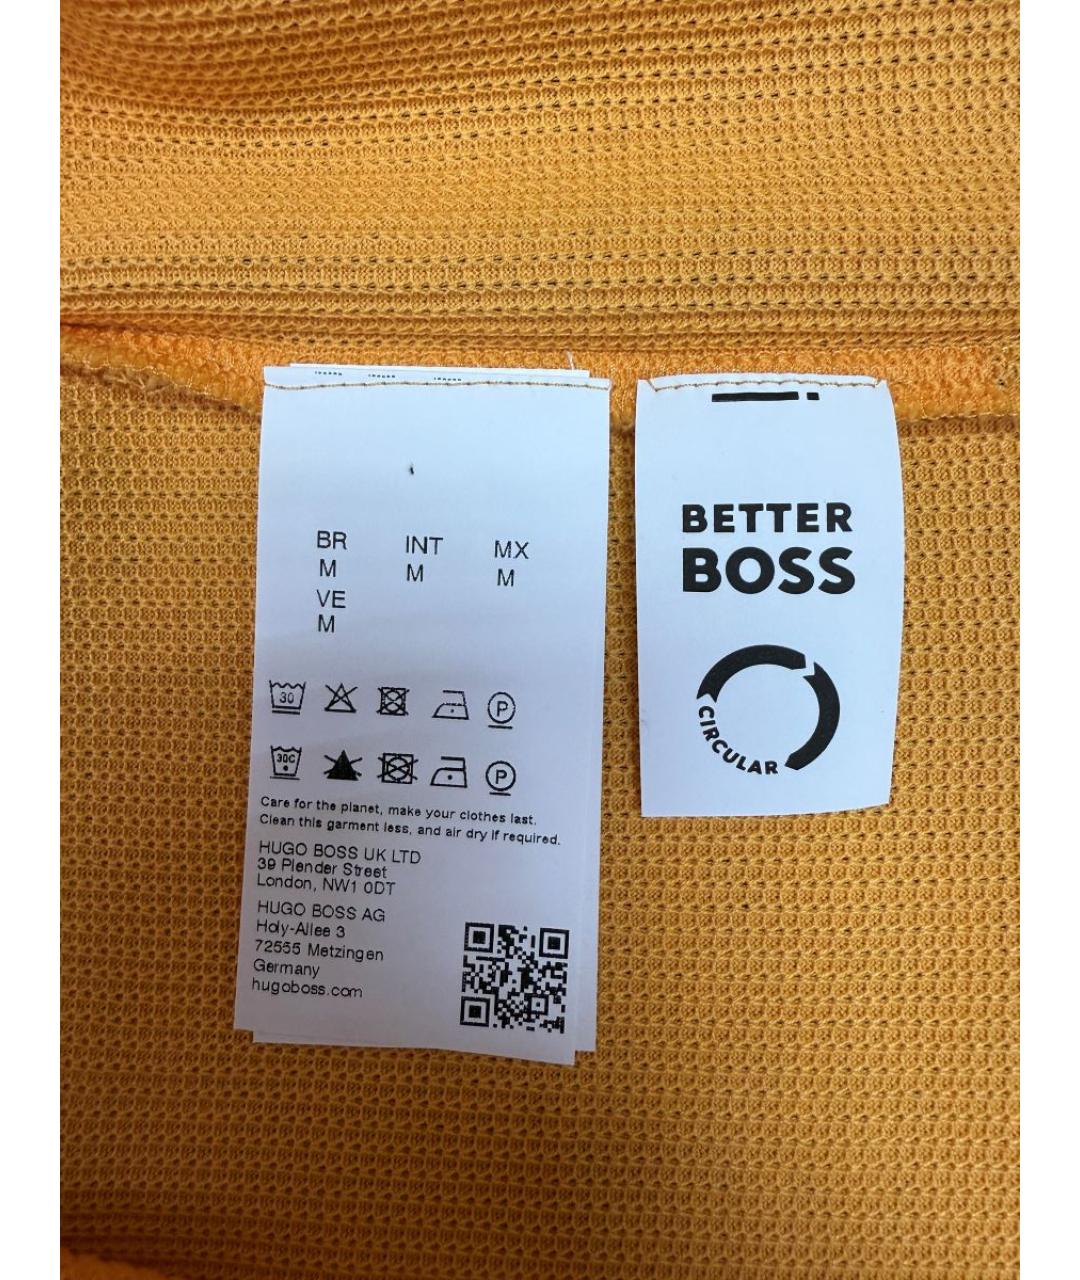 BR INT MX
M M M
VE
M
30 P
30C P
Care for the planet, make your clothes last.
Clean this garment less, and air dry if required.
HUGO BOSS UK LTD
39 Plender Street
London, NW1 0DT
HUGO BOSS AG
Holy-Allee 3
72555 Metzingen
Germany
hugoboss.com
BETTER
BOSS
CIRCULAR